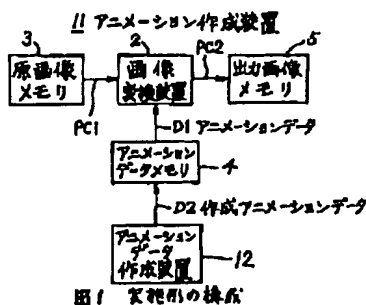 11 アニメーション作成装置
3
2
PC2
5
原画像
メモリ
画像
変換装置
出力画像
メモリ
PC1
D1 アニメーションデータ
アニメーション
データメモリ
4
D2 作成アニメーションデータ
アニメーション
データ
作成装置
12
図1 実施形の構成